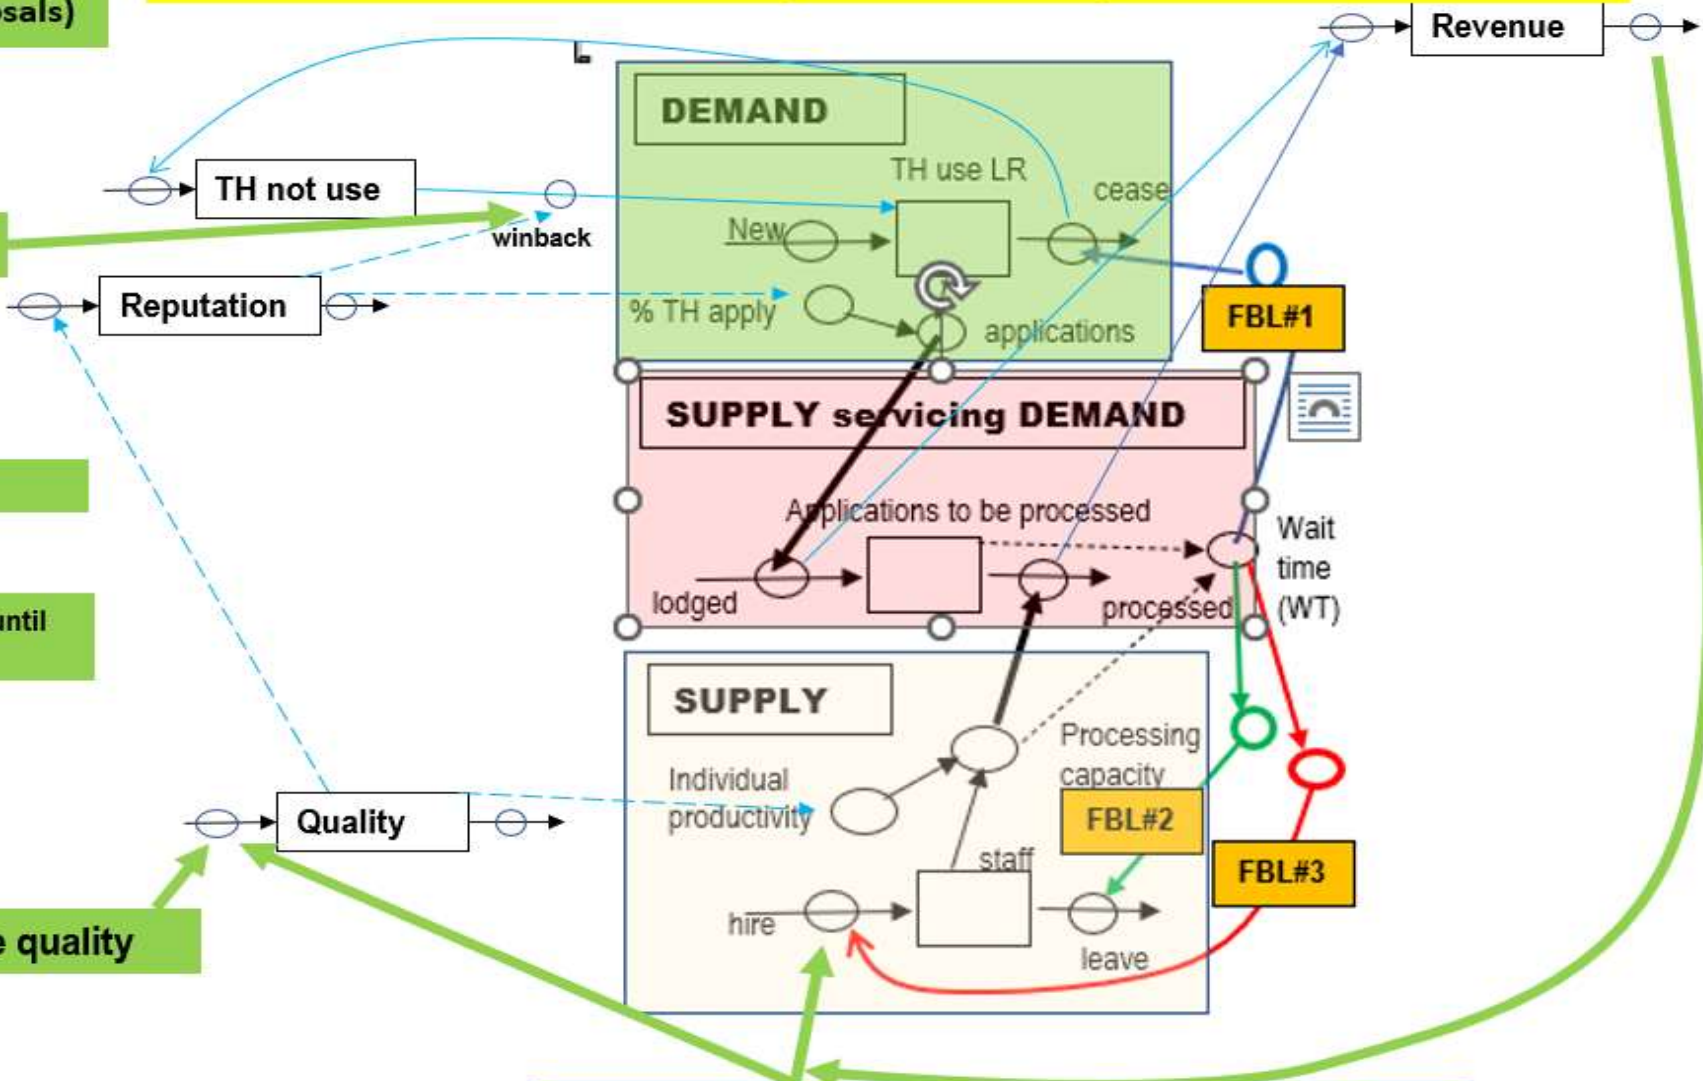 sals)
Revenue
DEMAND
TH use LR
cease
TH not use
New
winback
Reputation
% TH apply
applications
FBL#1
SUPPLY servicing DEMAND
Applications to be processed
Wait
time
(WT)
lodged
processed
until
SUPPLY
Processing
capacity
Individual
productivity
Quality
FBL#2
staff
FBL#3
hire
leave
e quality